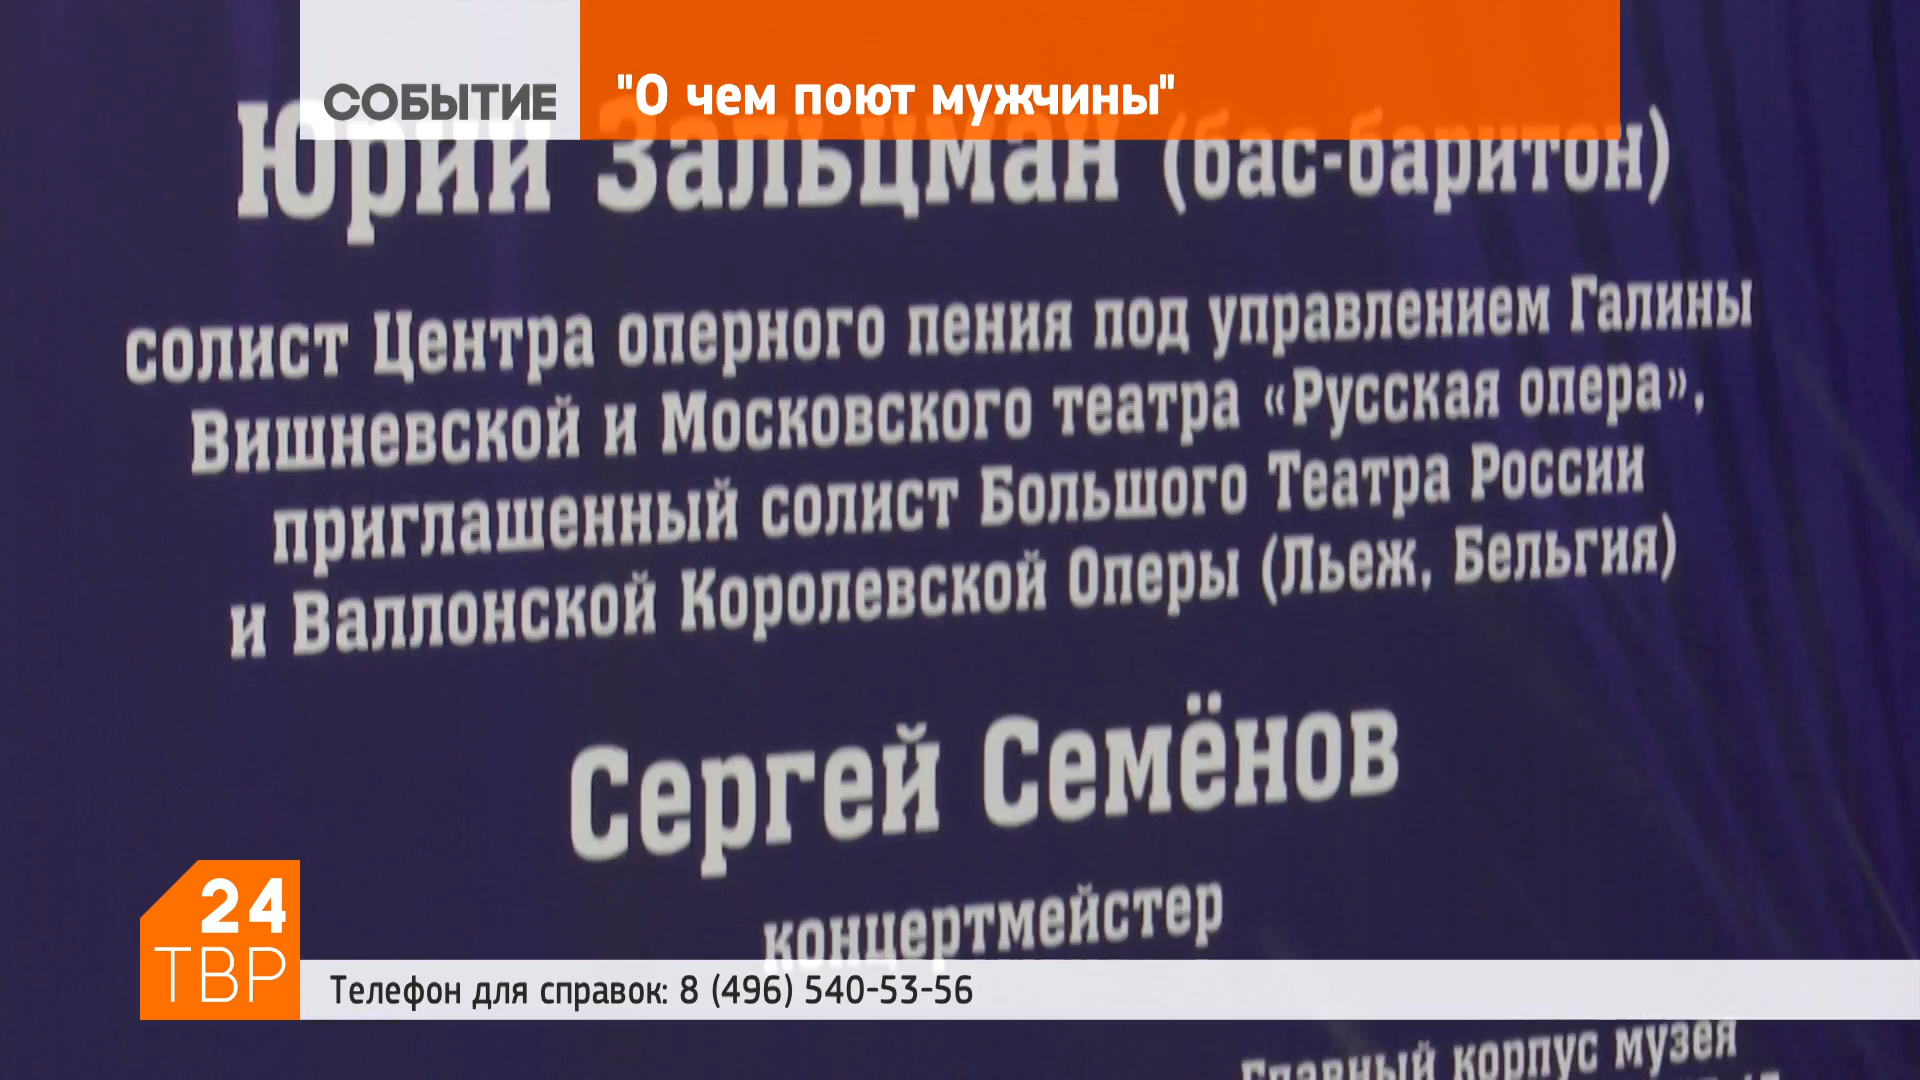 СОБЫТИЕ
"О чем поют мужчины"
Юрий Зальцман (бас-баритон)
солист Центра оперного пения под управлением Галины
Вишневской и Московского театра «Русская опера»,
приглашенный солист Большого Театра России
и Валлонской Королевской Оперы (Льеж, Бельгия)
Сергей Семёнов
концертмейстер
24
ТВР
Телефон для справок: 8 (496) 540-53-56
Главный корпус музея